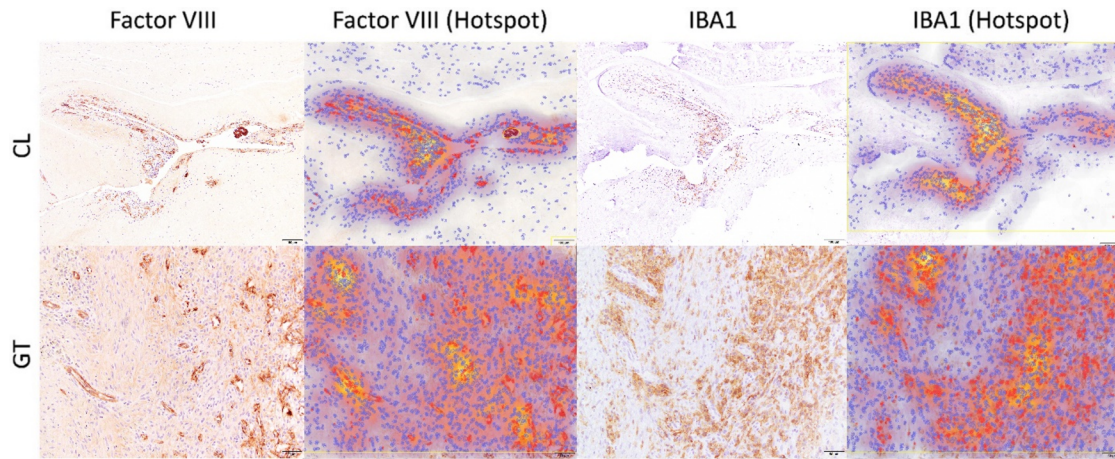 Factor VIII
Factor VIII (Hotspot)
IBA1
IBA1 (Hotspot)
CL
GT